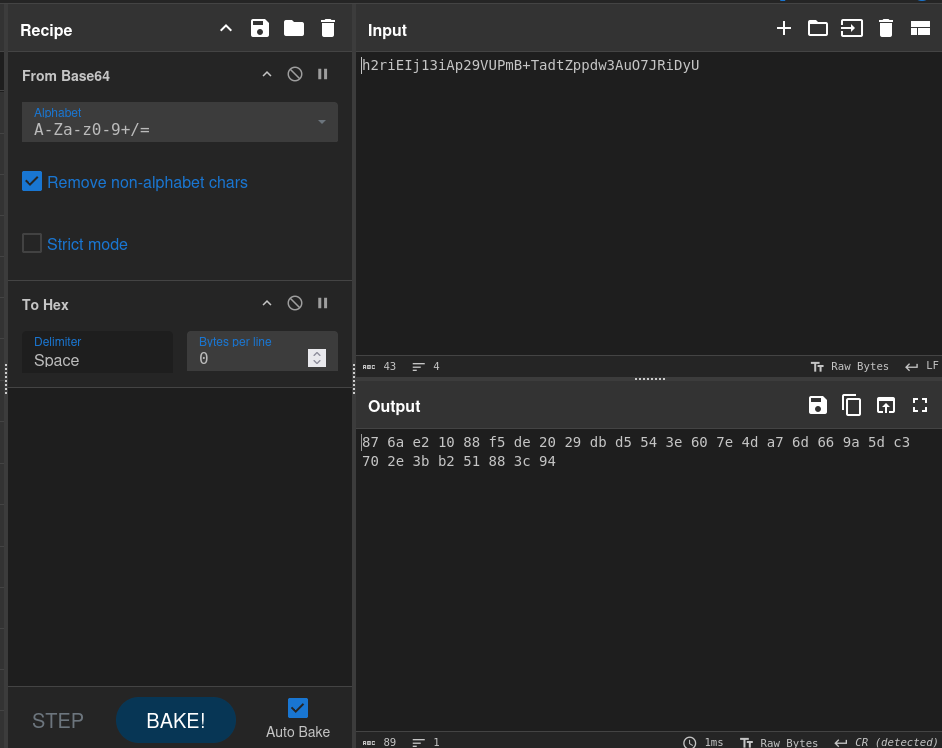 Recipe
From Base64
Alphabet
A-Za-z0-9+/=
Remove non-alphabet chars
Strict mode
To Hex
Delimiter
Space
Bytes per line
0
STEP
BAKE!
Auto Bake
Input
h2riEIj13iAp29VUPmB+TadtZppdw3AuO7JRiDyU
ABC 43 4 Tт Raw Bytes LF
Output
87 6a e2 10 88 f5 de 20 29 db d5 54 3e 60 7e 4d a7 6d 66 9a 5d c3
70 2e 3b b2 51 88 3c 94
ABC 89 1 1ms Tт Raw Bytes CR (detected)